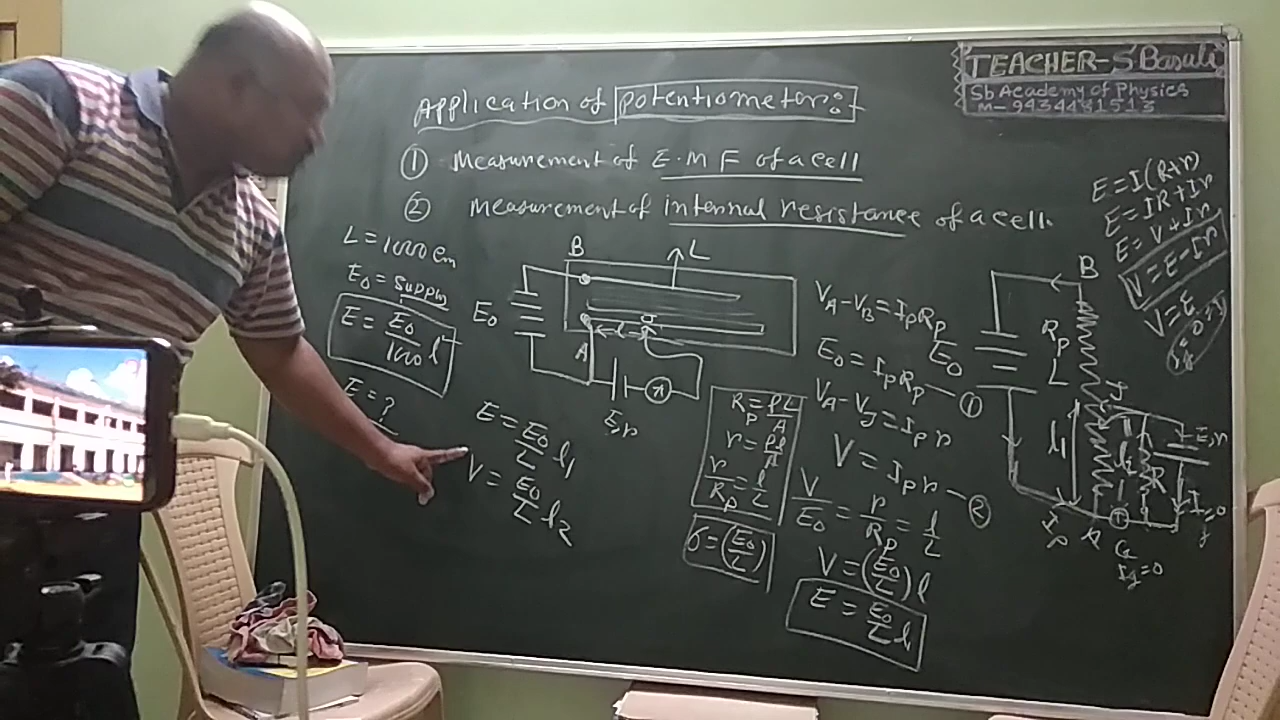 TEACHER- S Basuli
Sb Academy of Physics
M- 9434481513
Application of potentiometer:-
① Measurement of E.M F of a cell
② Measurement of internal resistance of a cell.
L = 1000 cm
E₀ = Supply
E = E₀/1000 l
E = ?
B
L
E₀
A
l
J
E, r
E = E₀/L l₁
V = E₀/L l₂
R_p = ρL/A
r = ρl/A
r/R_p = l/L
σ = (E₀/L)
V_A - V_B = I_p R_p
E₀ = I_p R_p — ①
V_A - V_J = I_p r
V = I_p r — ②
V/E₀ = r/R_p = l/L
V = (E₀/L) l
E = E₀/L l₁
E = I(R+r)
E = IR + Ir
E = V + Ir
V = E - Ir
V = E
B
R_p
L
E₀
J
l₁
l₂
R
E, r
I_g=0
I_p
A
G
I_g=0